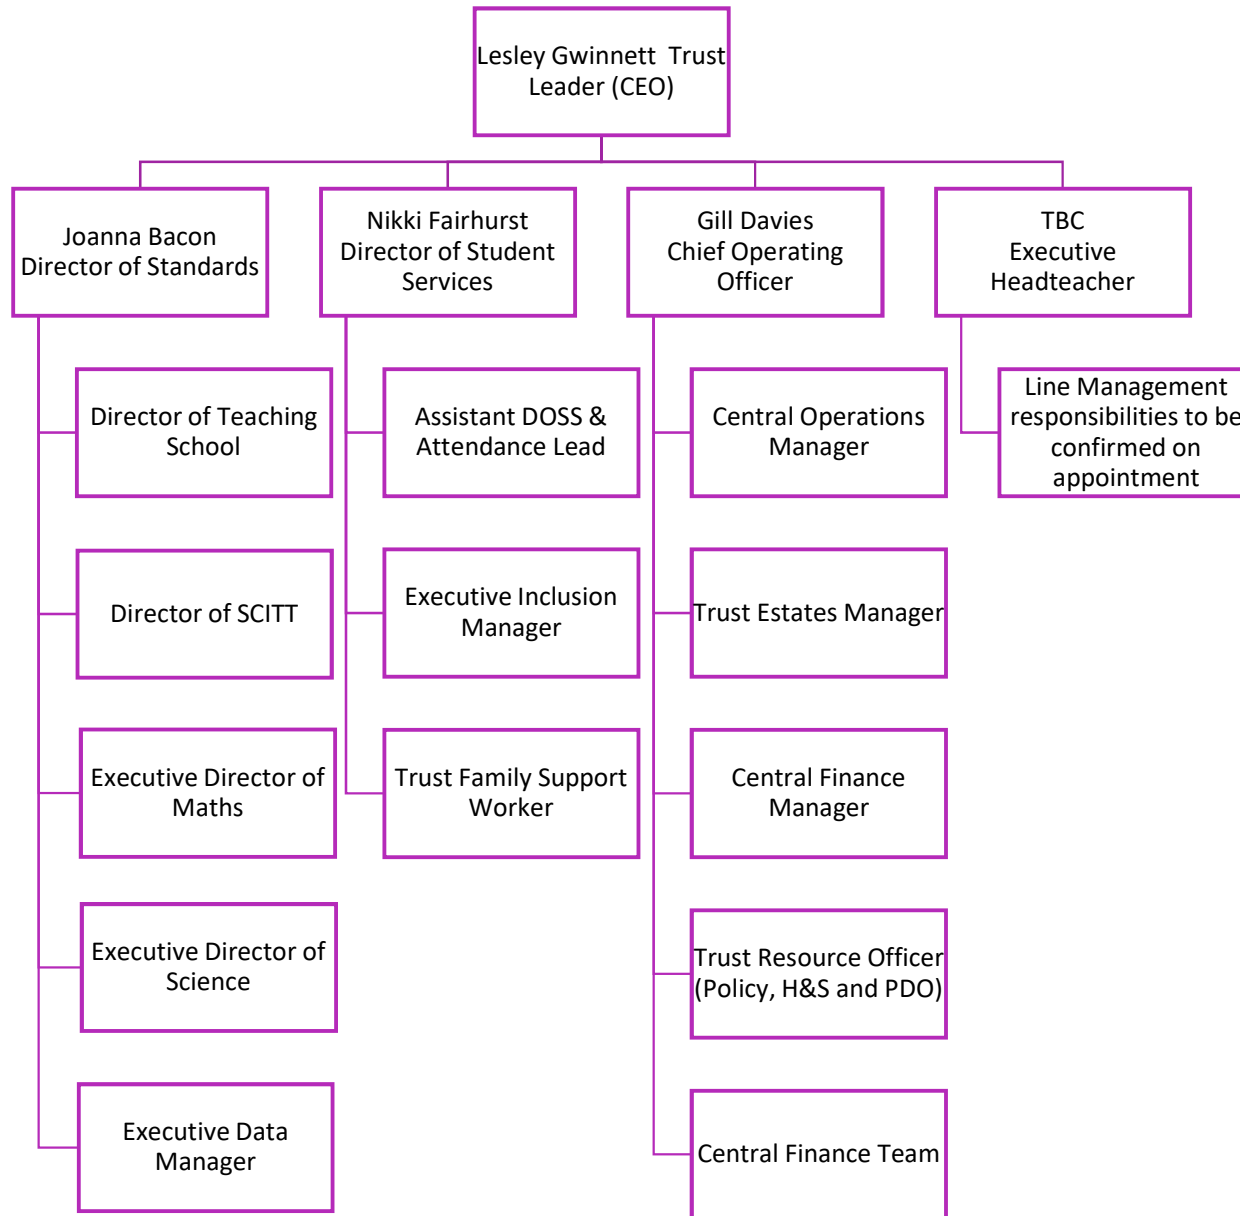 Lesley Gwinnett  Trust
Leader (CEO)
Joanna Bacon
Director of Standards
Nikki Fairhurst
Director of Student
Services
Gill Davies
Chief Operating
Officer
TBC
Executive
Headteacher
Director of Teaching
School
Director of SCITT
Executive Director of
Maths
Executive Director of
Science
Executive Data
Manager
Assistant DOSS &
Attendance Lead
Executive Inclusion
Manager
Trust Family Support
Worker
Central Operations
Manager
Trust Estates Manager
Central Finance
Manager
Trust Resource Officer
(Policy, H&S and PDO)
Central Finance Team
Line Management
responsibilities to be
confirmed on
appointment